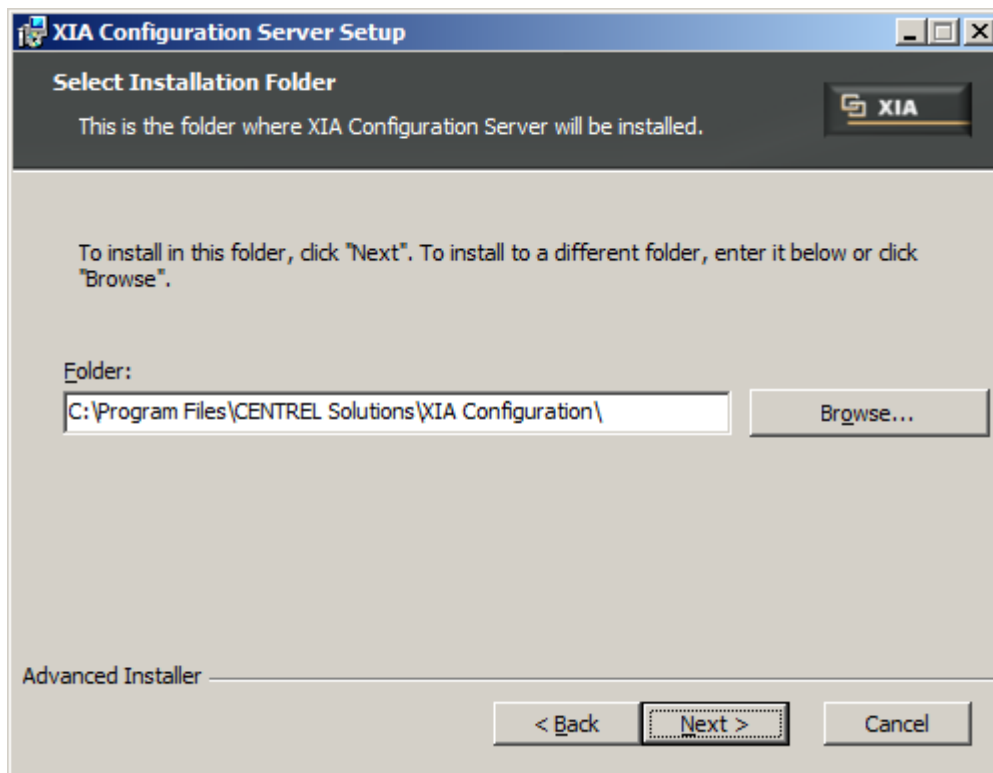 XIA Configuration Server Setup
Select Installation Folder
This is the folder where XIA Configuration Server will be installed.
XIA
To install in this folder, click "Next". To install to a different folder, enter it below or click
"Browse".
Folder:
C:\Program Files\CENTREL Solutions\XIA Configuration\
Browse...
Advanced Installer
< Back
Next >
Cancel